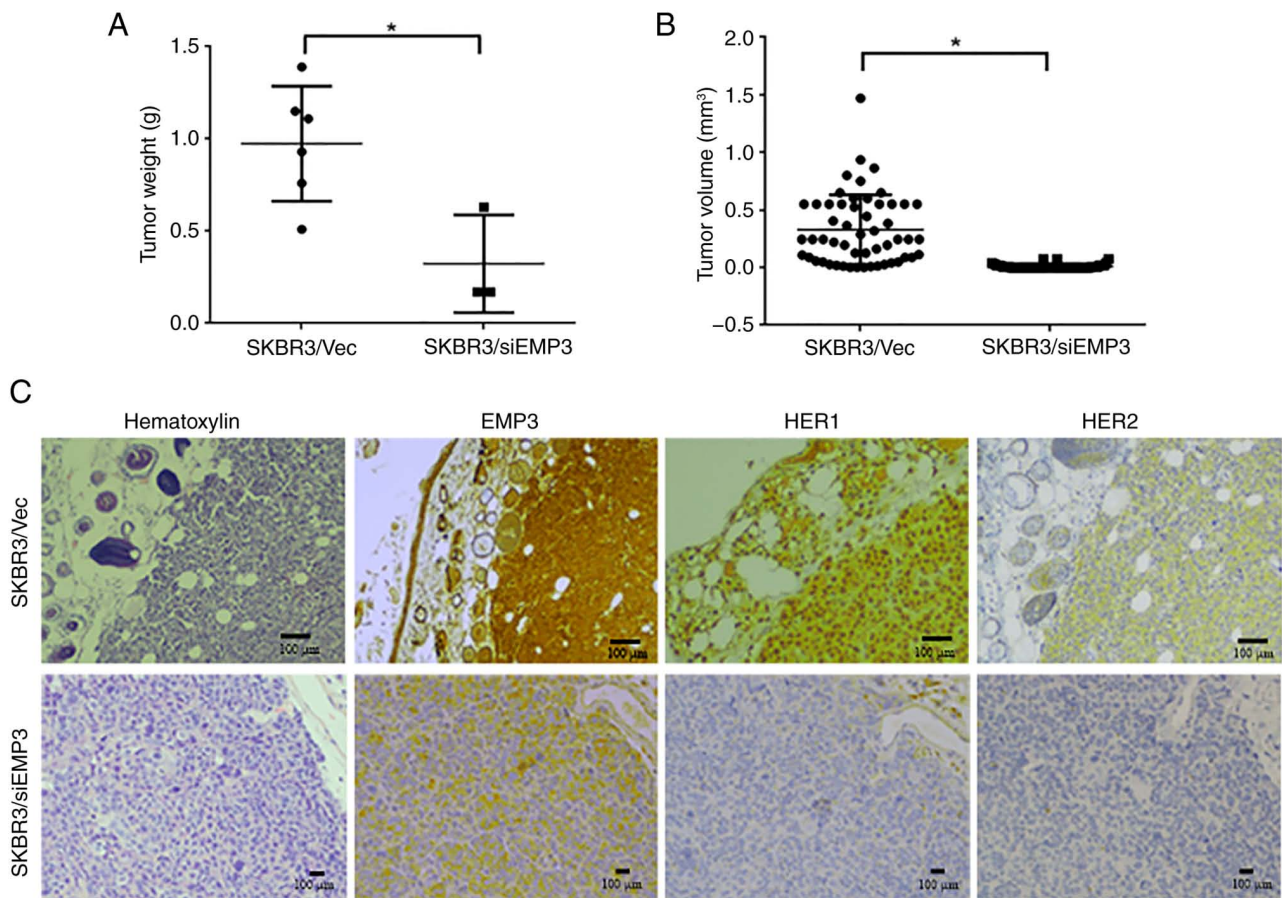 A
*
Tumor weight (g)
1.5
1.0
0.5
0.0
SKBR3/Vec
SKBR3/siEMP3
B
*
Tumor volume (mm³)
2.0
1.5
1.0
0.5
0.0
−0.5
SKBR3/Vec
SKBR3/siEMP3
C
Hematoxylin
EMP3
HER1
HER2
SKBR3/Vec
100 µm
100 µm
100 µm
100 µm
SKBR3/siEMP3
100 µm
100 µm
100 µm
100 µm